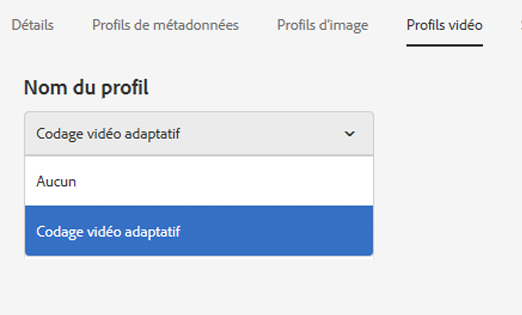 Détails Profils de métadonnées Profils d'image Profils vidéo
Nom du profil
Codage vidéo adaptatif
Aucun
Codage vidéo adaptatif